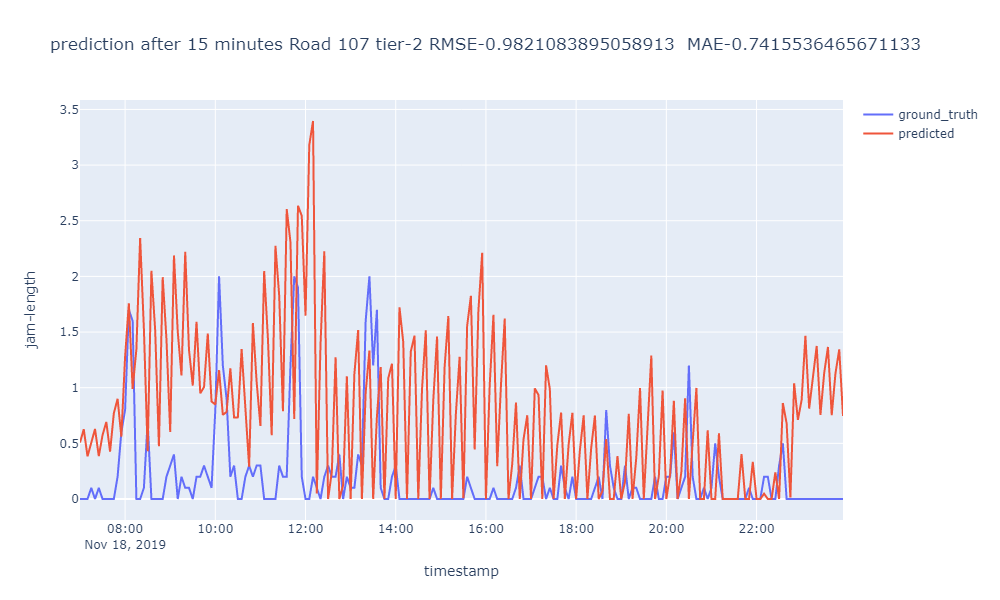 prediction after 15 minutes Road 107 tier-2 RMSE-0.9821083895058913 MAE-0.7415536465671133
ground_truth
predicted
3.5
3
2.5
2
1.5
1
0.5
0
jam-length
08:00 10:00 12:00 14:00 16:00 18:00 20:00 22:00
Nov 18, 2019
timestamp